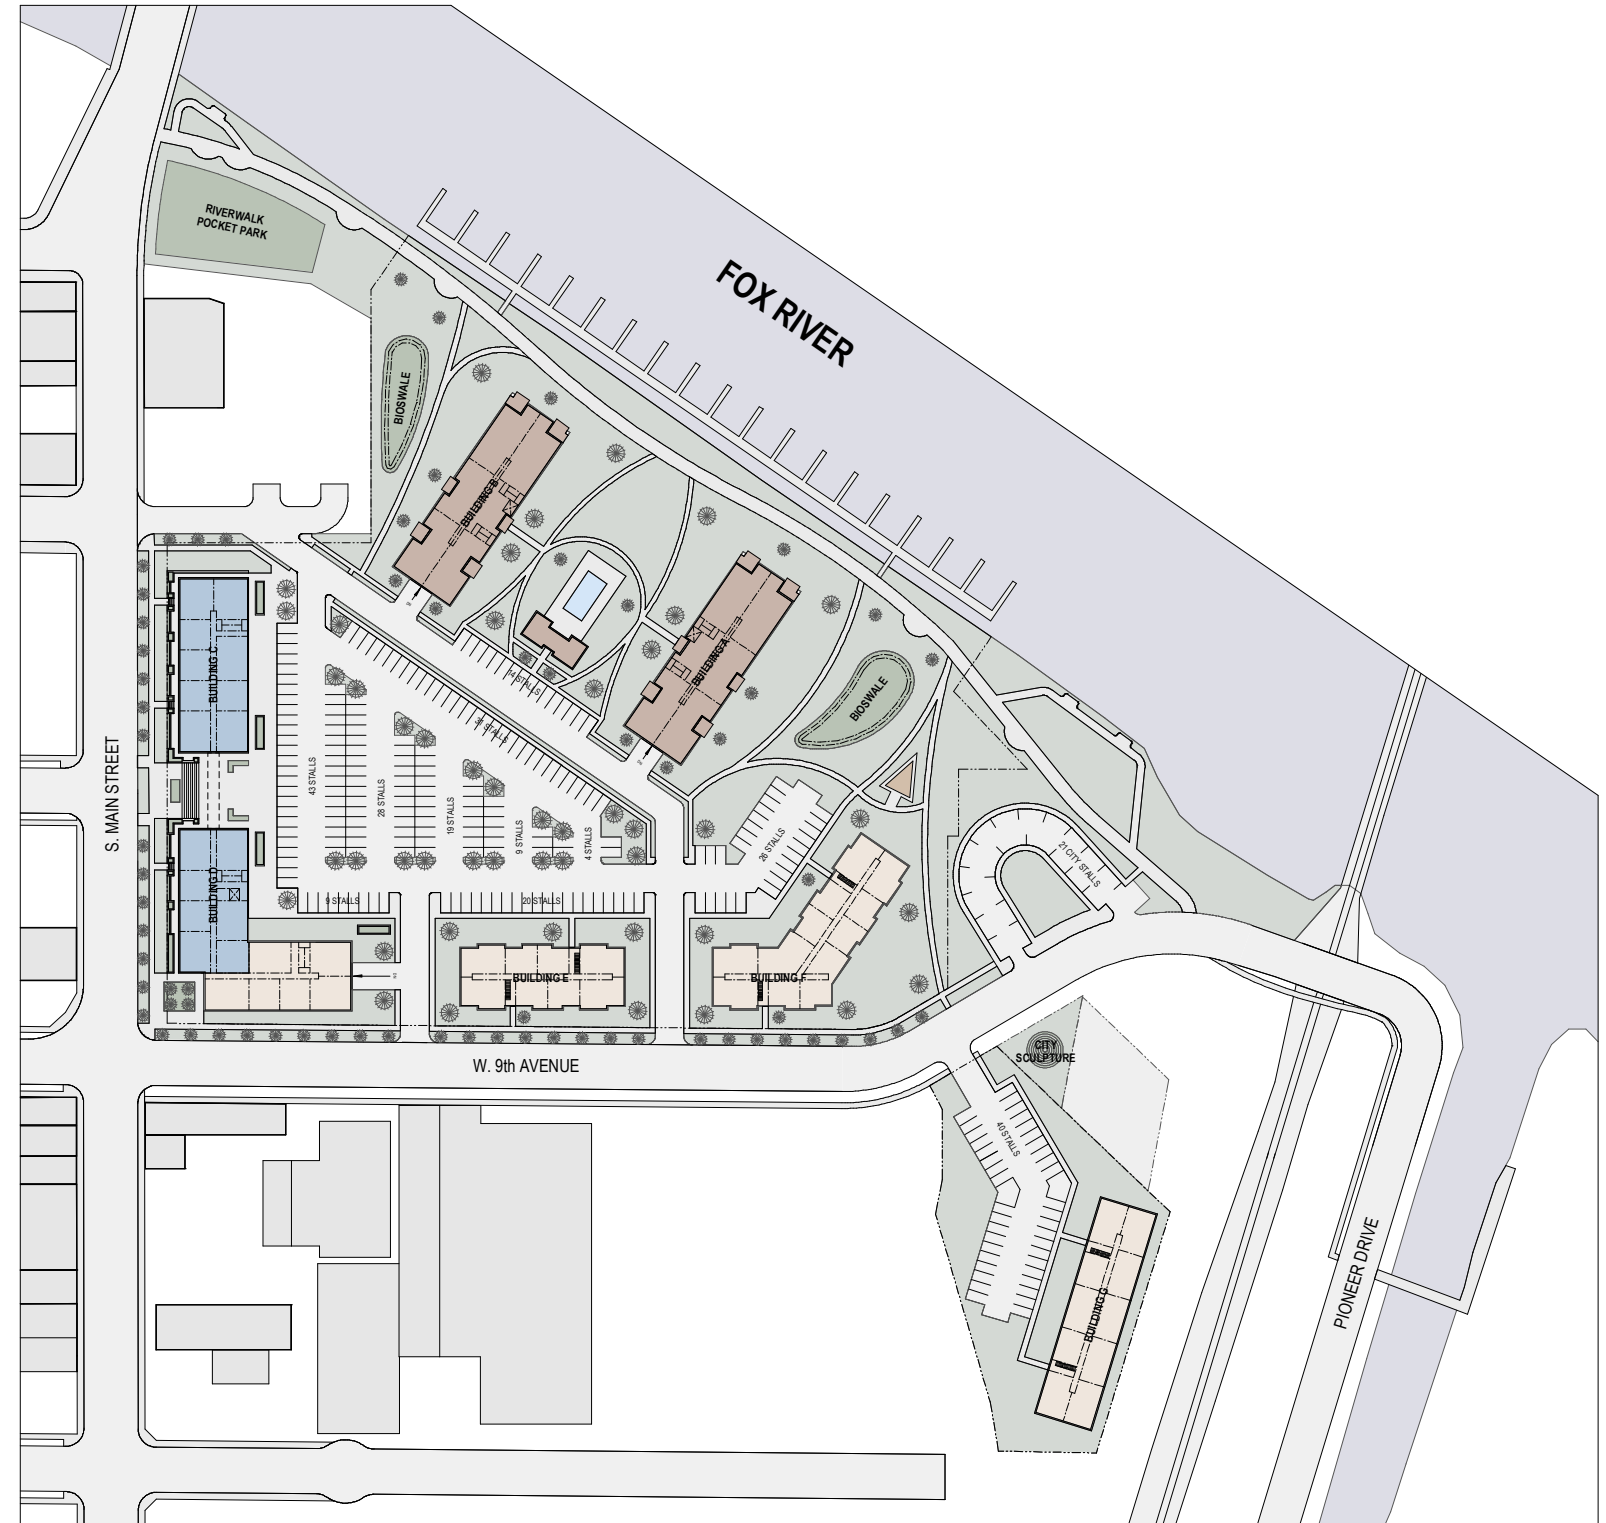 RIVERWALK
POCKET PARK
FOX RIVER
BIOSWALE
BUILDING B
BUILDING A
BIOSWALE
14 STALLS
BUILDING C
S. MAIN STREET
43 STALLS
28 STALLS
19 STALLS
9 STALLS
4 STALLS
26 STALLS
21 CITY STALLS
BUILDING D
9 STALLS
20 STALLS
BUILDING E
BUILDING F
CITY
SCULPTURE
W. 9th AVENUE
40 STALLS
BUILDING G
PIONEER DRIVE